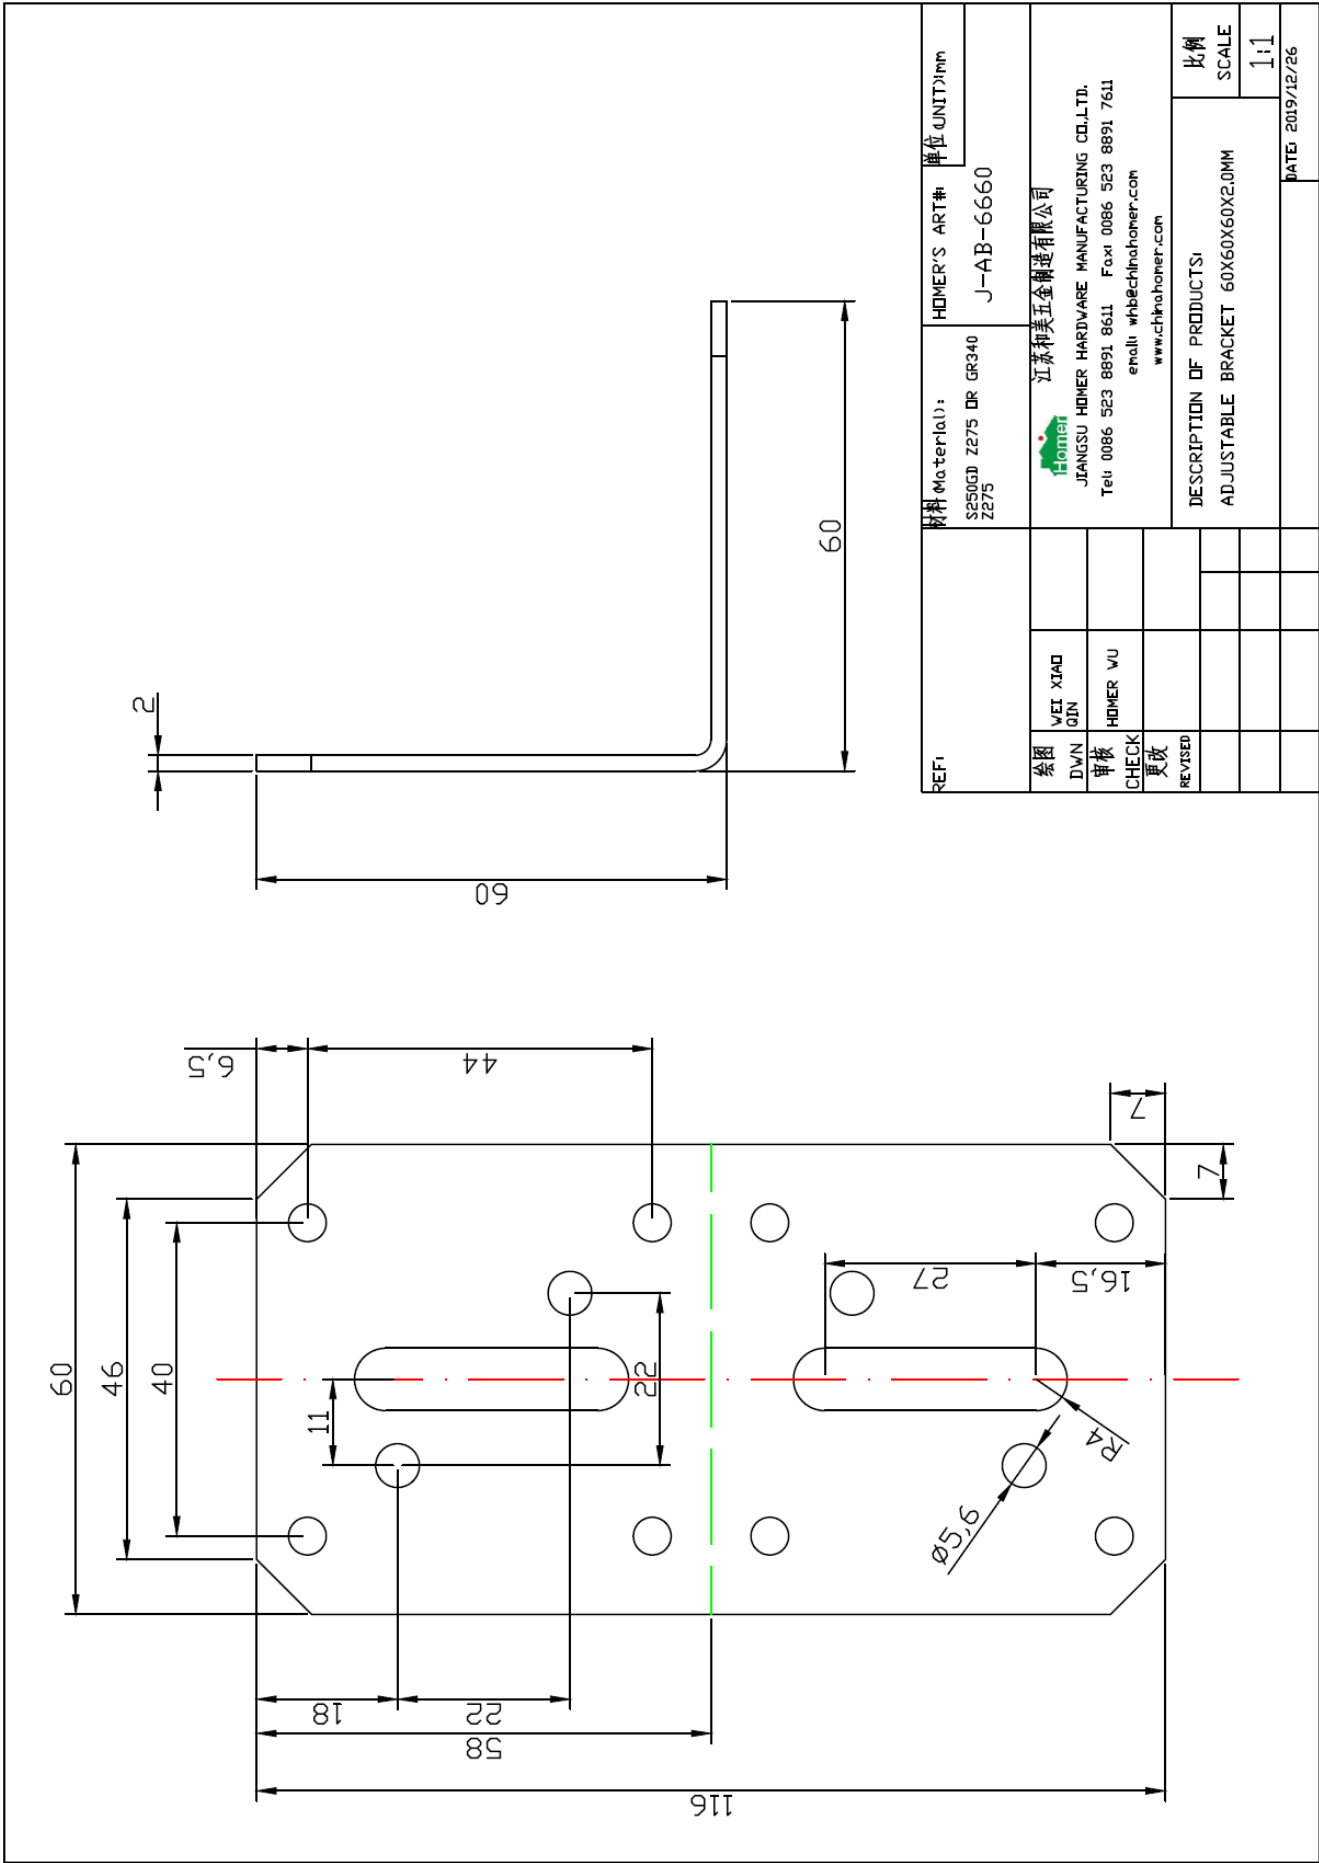 2
60
60
6,5
44
60
46
40
11
22
27
16,5
7
7
R4
Ø5,6
18
22
58
116
REF:
材料(Material):
S250GD Z275 OR GR340
Z275
HOMER'S ART#:
J-AB-6660
单位(UNIT):mm
绘图
DWN
WEI XIAO
QIN
审核
CHECK
HOMER WU
更改
REVISED
Homer
江苏和美五金制造有限公司
JIANGSU HOMER HARDWARE MANUFACTURING CO.,LTD.
Tel: 0086 523 8891 8611 Fax: 0086 523 8891 7611
email: whb@chinahomer.com
www.chinahomer.com
DESCRIPTION OF PRODUCTS:
ADJUSTABLE BRACKET 60X60X60X2.0MM
比例
SCALE
1:1
DATE: 2019/12/26